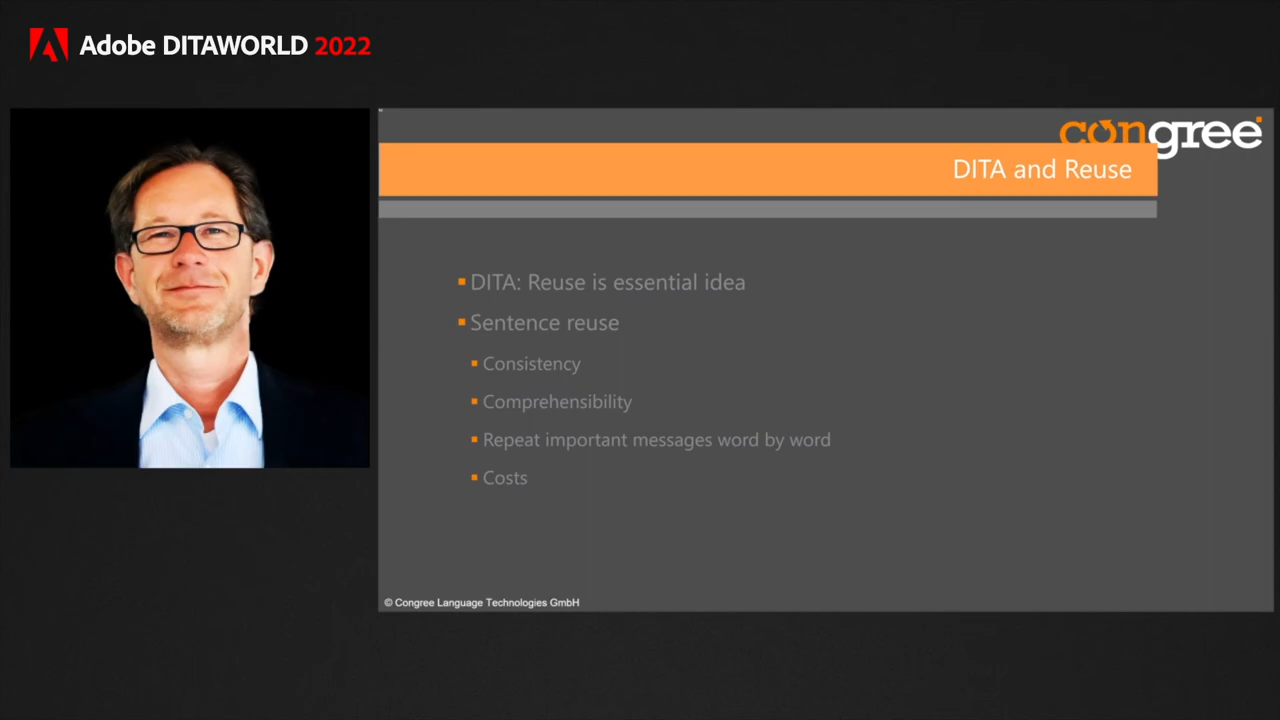 Adobe DITAWORLD 2022
congree
DITA and Reuse
DITA: Reuse is essential idea
Sentence reuse
Consistency
Comprehensibility
Repeat important messages word by word
Costs
© Congree Language Technologies GmbH